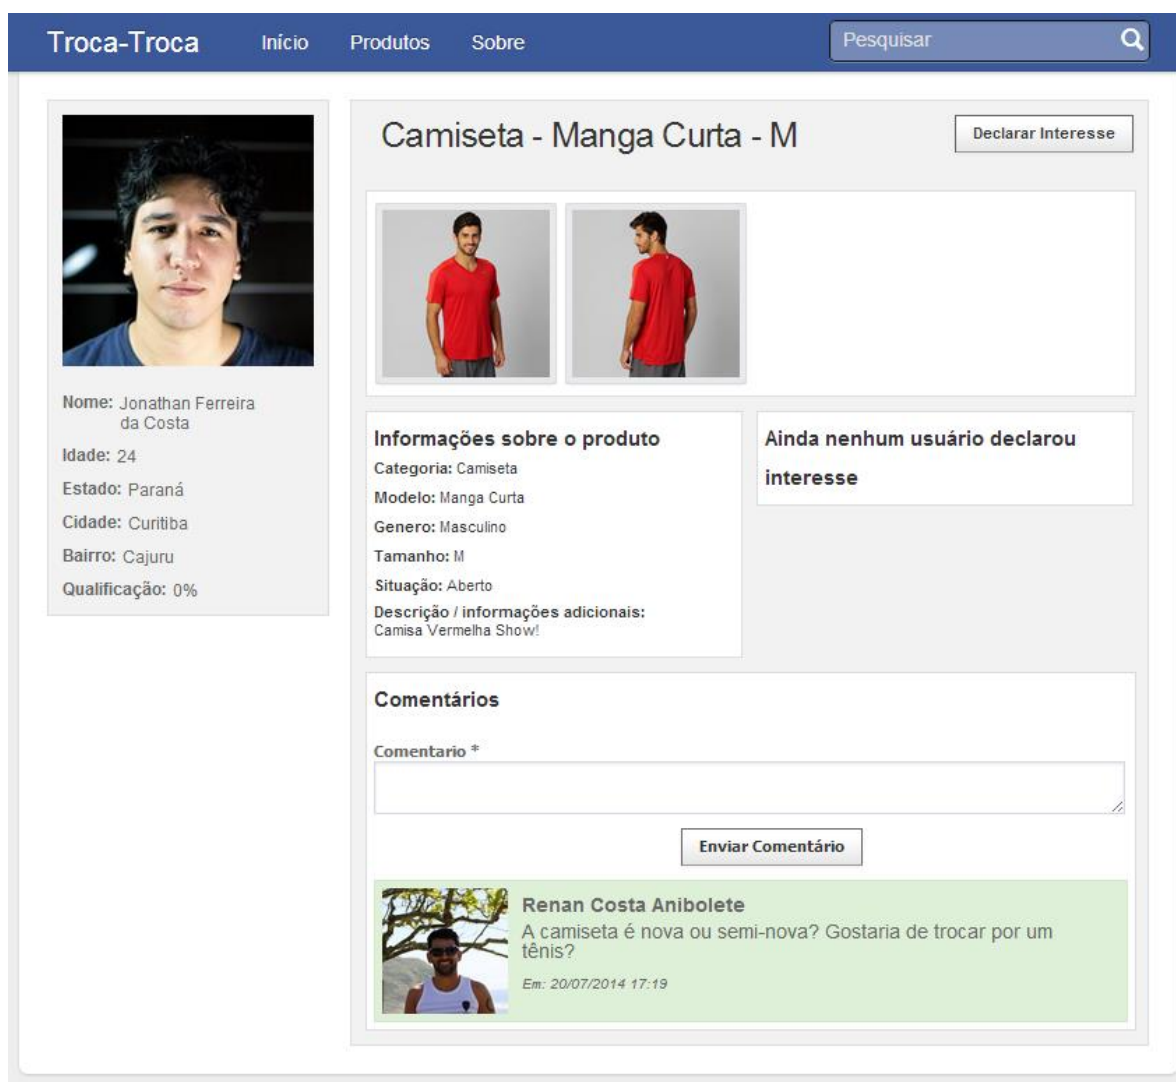 Troca-Troca Início Produtos Sobre Pesquisar
Nome: Jonathan Ferreira
da Costa
Idade: 24
Estado: Paraná
Cidade: Curitiba
Bairro: Cajuru
Qualificação: 0%
Camiseta - Manga Curta - M
Declarar Interesse
Informações sobre o produto
Categoria: Camiseta
Modelo: Manga Curta
Genero: Masculino
Tamanho: M
Situação: Aberto
Descrição / informações adicionais:
Camisa Vermelha Show!
Ainda nenhum usuário declarou
interesse
Comentários
Comentario *
Enviar Comentário
Renan Costa Anibolete
A camiseta é nova ou semi-nova? Gostaria de trocar por um
tênis?
Em: 20/07/2014 17:19